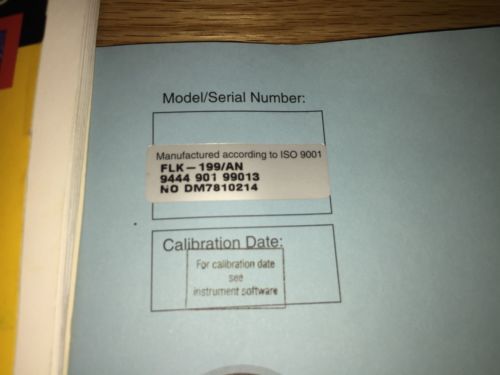 Model/Serial Number:
Manufactured according to ISO 9001
FLK-199/AN
9444 901 99013
NO DM7810214
Calibration Date:
For calibration date
see
instrument software